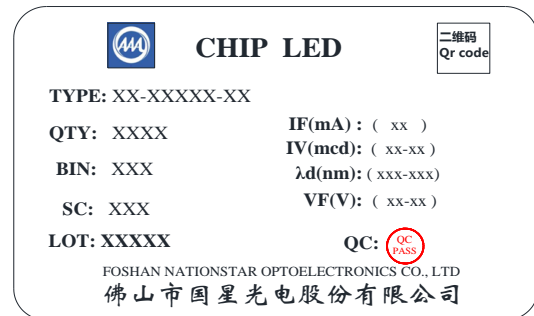 AAA
CHIP LED
二维码
Qr code
TYPE: XX-XXXXX-XX
QTY: XXXX
IF(mA) : ( xx )
IV(mcd): ( xx-xx )
BIN: XXX
λd(nm): ( xxx-xxx)
SC: XXX
VF(V): ( xx-xx )
LOT: XXXXX
QC:
QC
PASS
FOSHAN NATIONSTAR OPTOELECTRONICS CO., LTD
佛山市国星光电股份有限公司